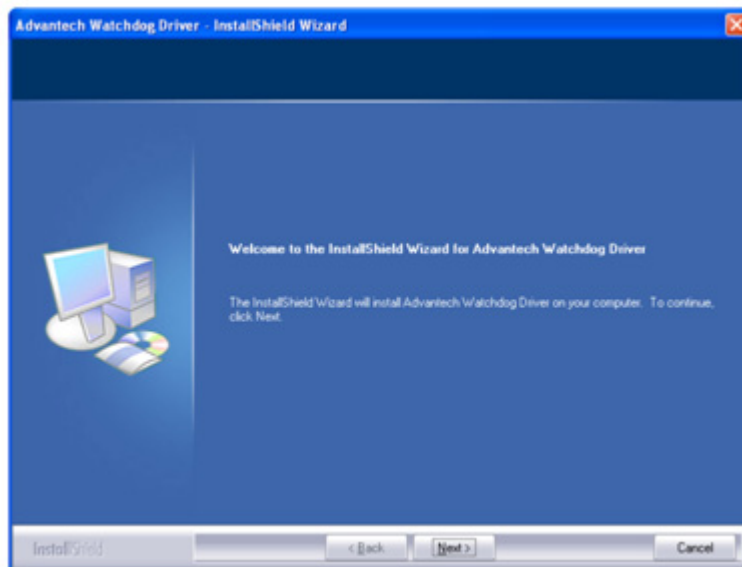 Advantech Watchdog Driver - InstallShield Wizard
Welcome to the InstallShield Wizard for Advantech Watchdog Driver
The InstallShield Wizard will install Advantech Watchdog Driver on your computer. To continue,
click Next.
InstallShield
< Back
Next >
Cancel